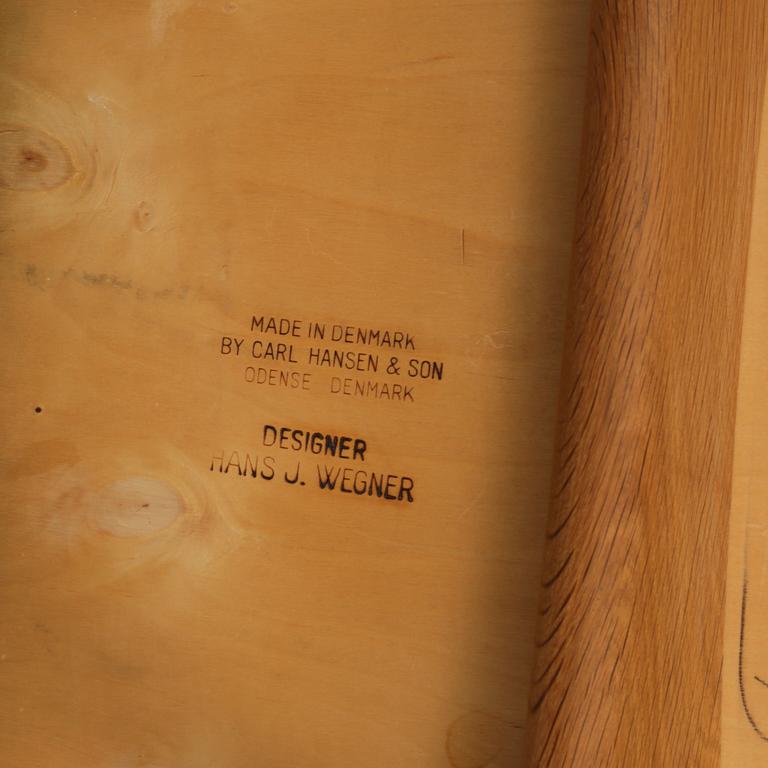 MADE IN DENMARK
BY CARL HANSEN & SON
ODENSE DENMARK
DESIGNER
HANS J. WEGNER